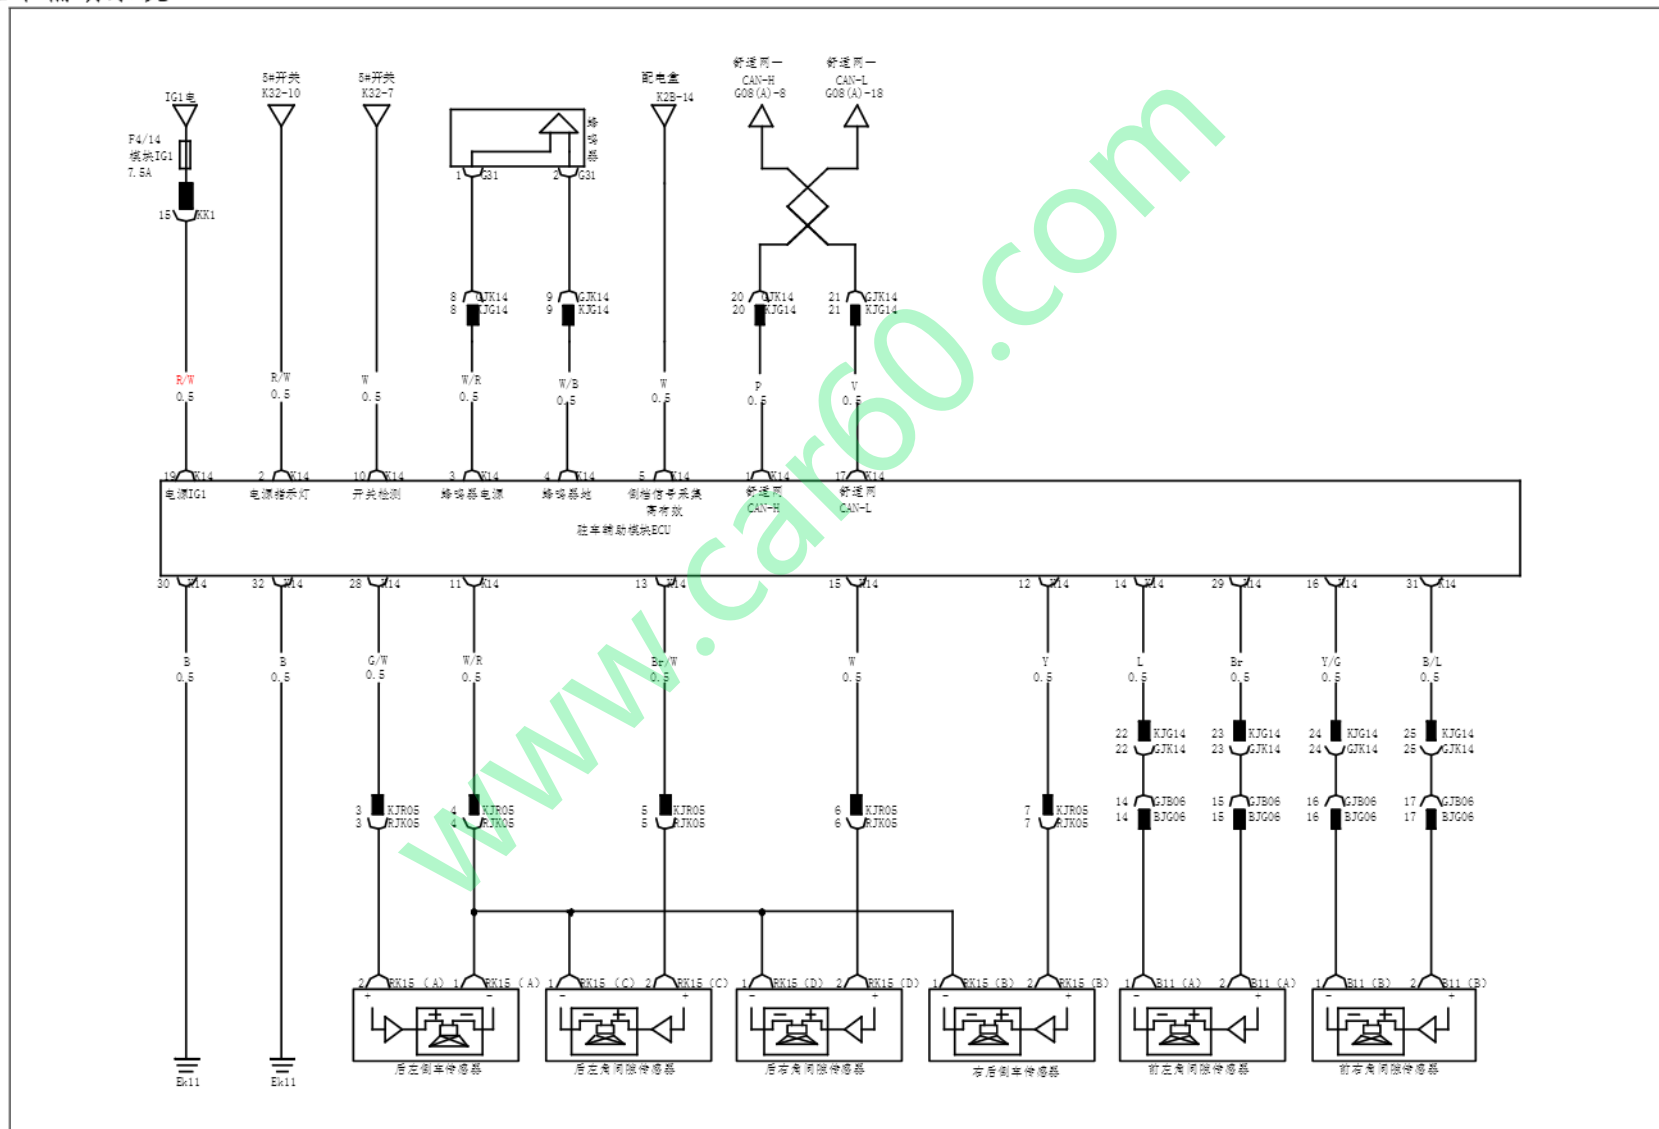 IG1电
F4/14
模块IG1
7.5A
15
KK1
5#开关
K32-10
5#开关
K32-7
蜂
鸣
器
1
G31
2
G31
配电盒
K2B-14
舒适网一
CAN-H
G08(A)-8
舒适网一
CAN-L
G08(A)-18
8
GJK14
8
KJG14
9
GJK14
9
KJG14
20
GJK14
20
KJG14
21
GJK14
21
KJG14
R/W
0.5
R/W
0.5
W
0.5
W/R
0.5
W/B
0.5
W
0.5
P
0.5
V
0.5
19
K14
2
K14
10
K14
3
K14
4
K14
5
K14
1
K14
17
K14
电源IG1
电源指示灯
开关检测
蜂鸣器电源
蜂鸣器地
倒档信号采集
高有效
舒适网
CAN-H
舒适网
CAN-L
驻车辅助模块ECU
30
K14
32
K14
28
K14
11
K14
13
K14
15
K14
12
K14
14
K14
29
K14
16
K14
31
K14
B
0.5
B
0.5
G/W
0.5
W/R
0.5
Br/W
0.5
W
0.5
Y
0.5
L
0.5
Br
0.5
Y/G
0.5
B/L
0.5
22
KJG14
22
GJK14
23
KJG14
23
GJK14
24
KJG14
24
GJK14
25
KJG14
25
GJK14
3
KJR05
3
RJK05
4
KJR05
4
RJK05
5
KJR05
5
RJK05
6
KJR05
6
RJK05
7
KJR05
7
RJK05
14
GJB06
14
BJG06
15
GJB06
15
BJG06
16
GJB06
16
BJG06
17
GJB06
17
BJG06
2
RK15 (A)
1
RK15 (A)
1
RK15 (C)
2
RK15 (C)
1
RK15 (D)
2
RK15 (D)
1
RK15 (B)
2
RK15 (B)
1
B11 (A)
2
B11 (A)
1
B11 (B)
2
B11 (B)
后左倒车传感器
后左角间隙传感器
后右角间隙传感器
右后倒车传感器
前左角间隙传感器
前右角间隙传感器
Ek11
Ek11
www.car60.com